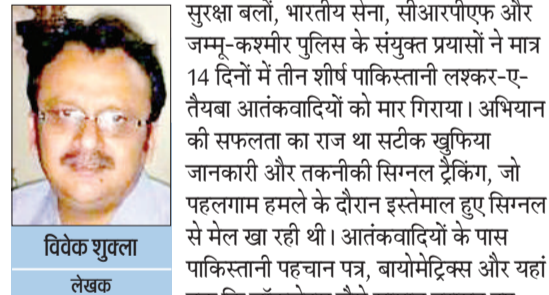 सुरक्षा बलों, भारतीय सेना, सीआरपीएफ और
जम्मू-कश्मीर पुलिस के संयुक्त प्रयासों ने मात्र
14 दिनों में तीन शीर्ष पाकिस्तानी लश्कर-ए-
तैयबा आतंकवादियों को मार गिराया। अभियान
की सफलता का राज था सटीक खुफिया
जानकारी और तकनीकी सिग्नल ट्रैकिंग, जो
पहलगाम हमले के दौरान इस्तेमाल हुए सिग्नल
से मेल खा रही थी। आतंकवादियों के पास
पाकिस्तानी पहचान पत्र, बायोमेट्रिक्स और यहां
विवेक शुक्ला
लेखक